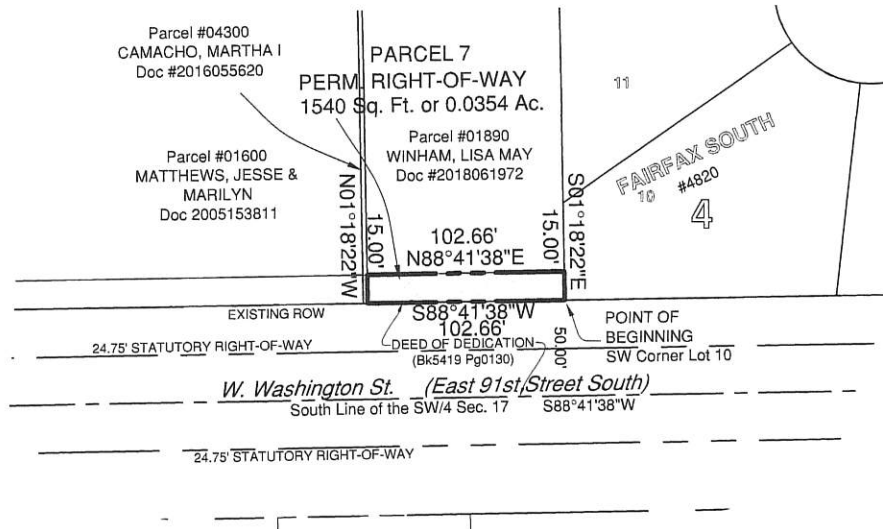 Parcel #04300
CAMACHO, MARTHA I
Doc #2016055620
PARCEL 7
PERM. RIGHT-OF-WAY
1540 Sq. Ft. or 0.0354 Ac.
11
Parcel #01600
MATTHEWS, JESSE &
MARILYN
Doc 2005153811
Parcel #01890
WINHAM, LISA MAY
Doc #2018061972
FAIRFAX SOUTH
10 #4820
4
N01°18'22"W
15.00'
102.66'
N88°41'38"E
15.00'
S01°18'22"E
EXISTING ROW
S88°41'38"W
102.66'
POINT OF
BEGINNING
SW Corner Lot 10
24.75' STATUTORY RIGHT-OF-WAY
DEED OF DEDICATION
(Bk5419 Pg0130)
50.00'
W. Washington St. (East 91st Street South)
South Line of the SW/4 Sec. 17 S88°41'38"W
24.75' STATUTORY RIGHT-OF-WAY